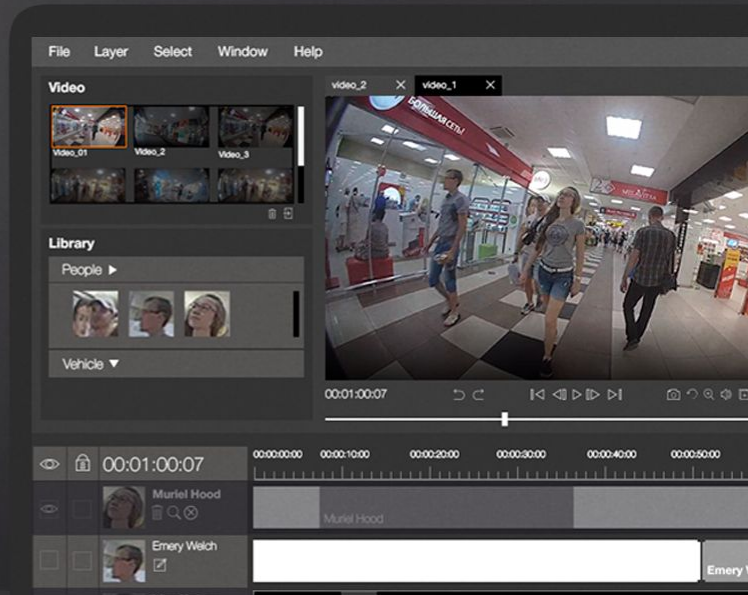 File Layer Select Window Help
Video
Video_01 Video_2 Video_3
Library
People
Vehicle
video_2 video_1
БОЛЬШАЯ СЕТЬ!
00:01:00:07
00:01:00:07
00:00:00:00 00:00:10:00 00:00:20:00 00:00:30:00 00:00:40:00 00:00:50:00
Muriel Hood
Muriel Hood
Emery Welch
Emery W